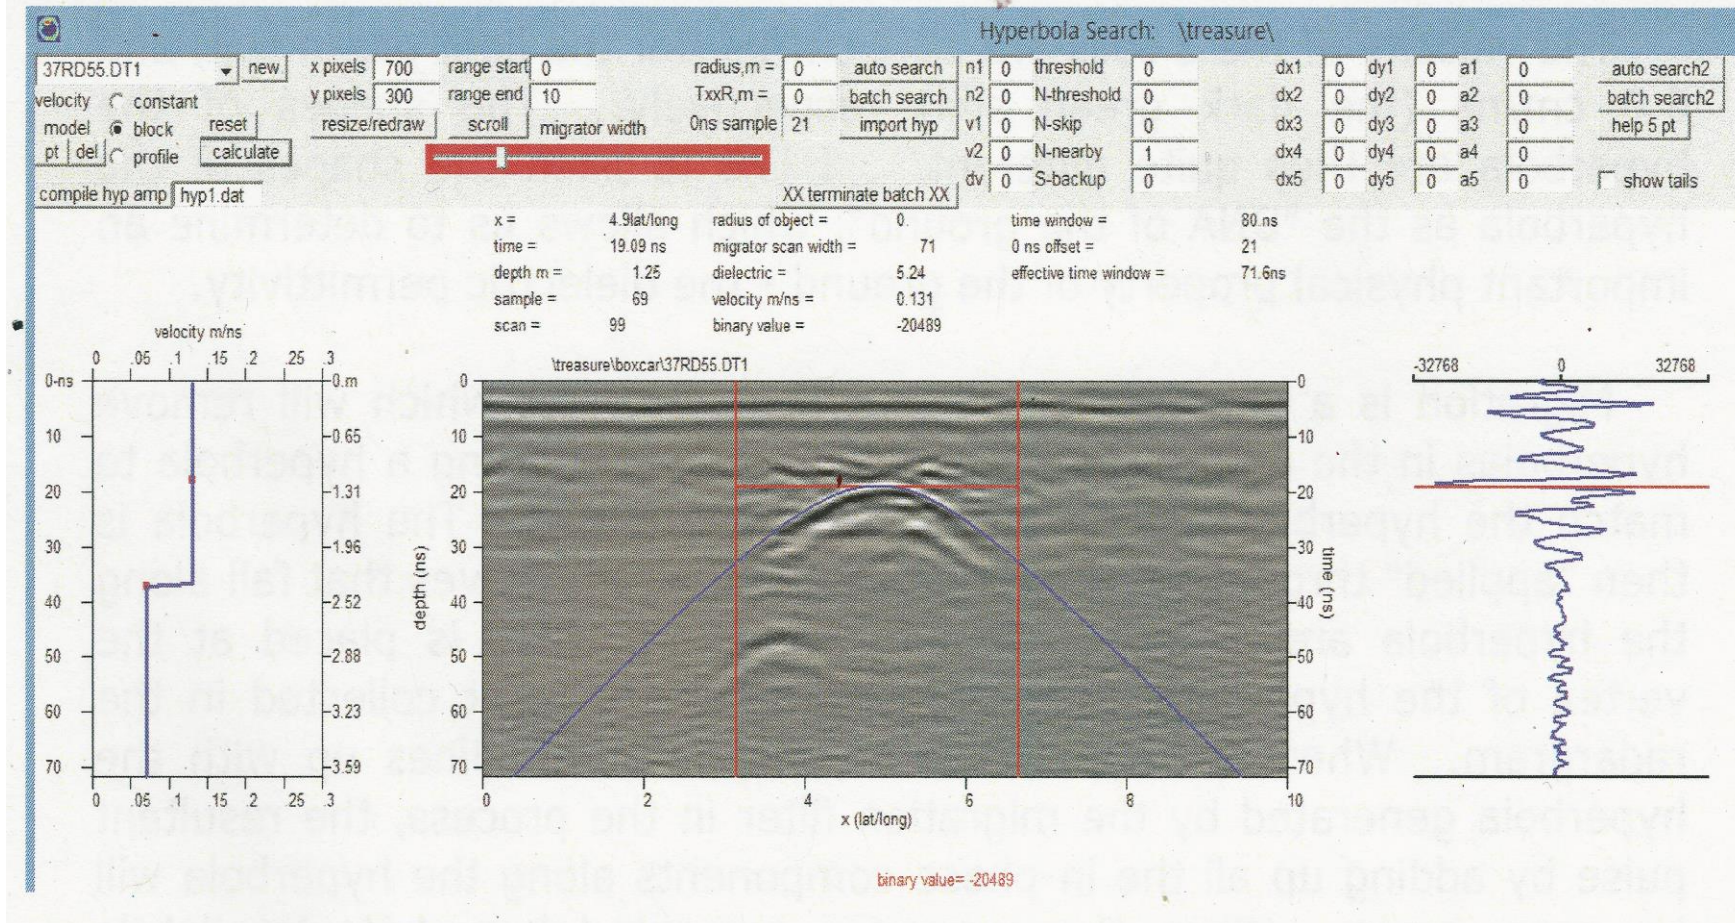 Hyperbola Search: \treasure\
37RD55.DT1 new x pixels 700 range start 0 radius,m = 0 auto search n1 0 threshold 0 dx1 0 dy1 0 a1 0 auto search2
velocity constant y pixels 300 range end 10 TxxR,m = 0 batch search n2 0 N-threshold 0 dx2 0 dy2 0 a2 0 batch search2
model block reset resize/redraw scroll migrator width 0ns sample 21 import hyp v1 0 N-skip 0 dx3 0 dy3 0 a3 0 help 5 pt
pt del profile calculate v2 0 N-nearby 1 dx4 0 dy4 0 a4 0
compile hyp amp hyp1.dat XX terminate batch XX dv 0 S-backup 0 dx5 0 dy5 0 a5 0 show tails
x = 4.9lat/long radius of object = 0. time window = 80.ns
time = 19.09 ns migrator scan width = 71 0 ns offset = 21
depth m = 1.25 dielectric = 5.24 effective time window = 71.6ns
sample = 69 velocity m/ns = 0.131
scan = 99 binary value = -20489
velocity m/ns
0 .05 .1 .15 .2 .25 .3
\treasure\boxcar\37RD55.DT1
-32768 0 32768
0-ns 0.m 0 0
10 0.65 10 10
20 1.31 20 20
30 1.96 30 30
40 2.52 40 40
50 2.88 50 50
60 3.23 60 60
70 3.59 70 70
depth (ns)
time (ns)
0 .05 .1 .15 .2 .25 .3
0 2 4 6 8 10
x (lat/long)
binary value= -20489